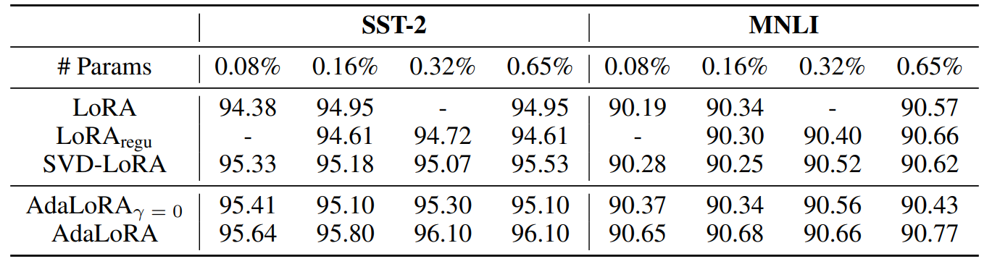 SST-2 MNLI
# Params 0.08% 0.16% 0.32% 0.65% 0.08% 0.16% 0.32% 0.65%
LoRA 94.38 94.95 - 94.95 90.19 90.34 - 90.57
LoRAregu - 94.61 94.72 94.61 - 90.30 90.40 90.66
SVD-LoRA 95.33 95.18 95.07 95.53 90.28 90.25 90.52 90.62
AdaLoRAγ = 0 95.41 95.10 95.30 95.10 90.37 90.34 90.56 90.43
AdaLoRA 95.64 95.80 96.10 96.10 90.65 90.68 90.66 90.77